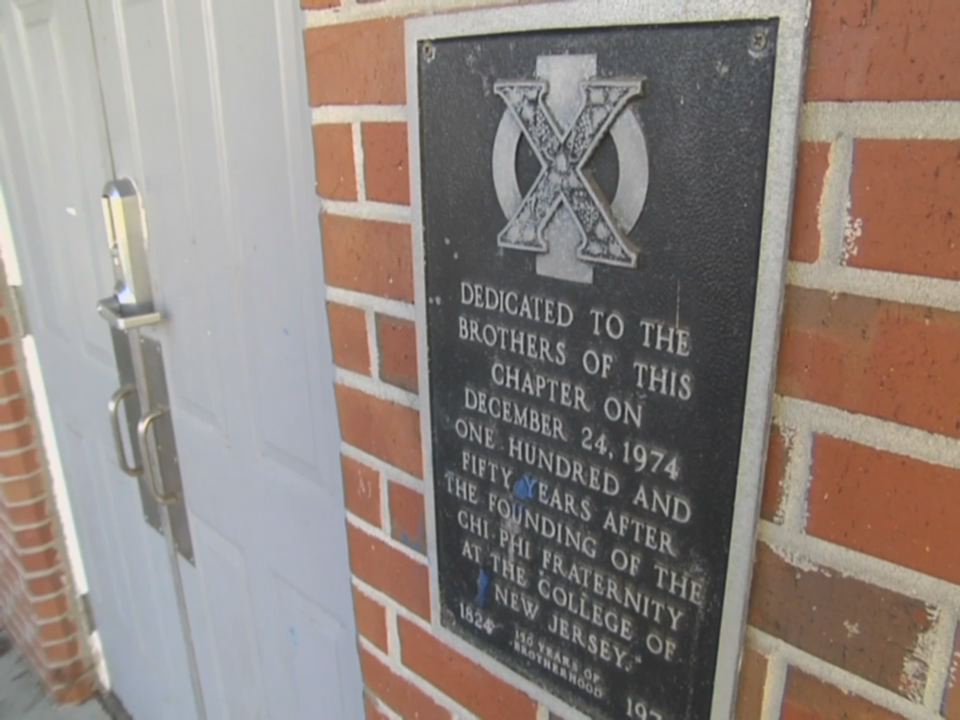 DEDICATED TO THE
BROTHERS OF THIS
CHAPTER ON
DECEMBER 24, 1974
ONE HUNDRED AND
FIFTY YEARS AFTER
THE FOUNDING OF THE
CHI PHI FRATERNITY
AT THE COLLEGE OF
NEW JERSEY.
1824 150 YEARS OF
BROTHERHOOD